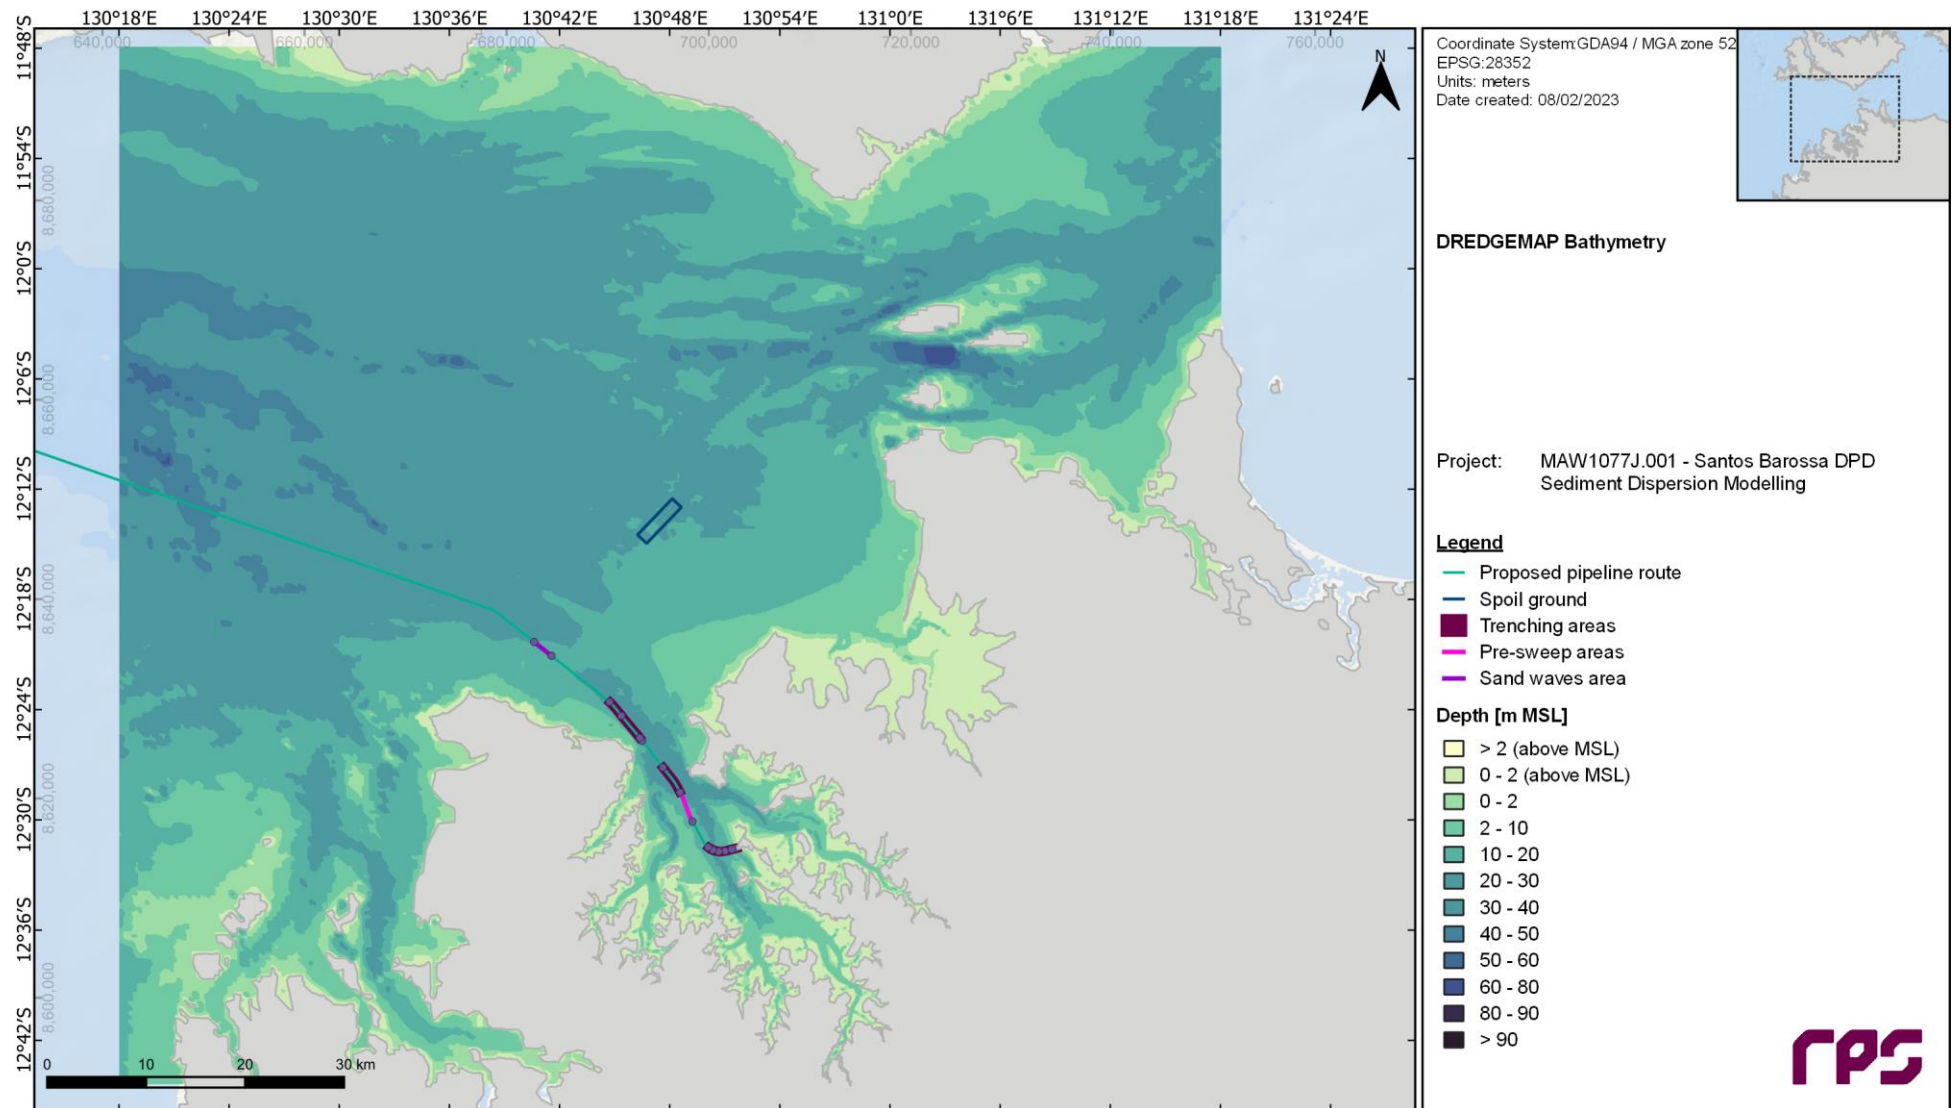 130°18'E 130°24'E 130°30'E 130°36'E 130°42'E 130°48'E 130°54'E 131°0'E 131°6'E 131°12'E 131°18'E 131°24'E
640,000 660,000 680,000 700,000 720,000 740,000 760,000
11°48'S
11°54'S
8,680,000
12°0'S
12°6'S
8,660,000
12°12'S
12°18'S
8,640,000
12°24'S
12°30'S
8,620,000
12°36'S
8,600,000
12°42'S
N
0 10 20 30 km
Coordinate System:GDA94 / MGA zone 52
EPSG:28352
Units: meters
Date created: 08/02/2023
DREDGEMAP Bathymetry
Project: MAW1077J.001 - Santos Barossa DPD
Sediment Dispersion Modelling
Legend
Proposed pipeline route
Spoil ground
Trenching areas
Pre-sweep areas
Sand waves area
Depth [m MSL]
> 2 (above MSL)
0 - 2 (above MSL)
0 - 2
2 - 10
10 - 20
20 - 30
30 - 40
40 - 50
50 - 60
60 - 80
80 - 90
> 90
rps